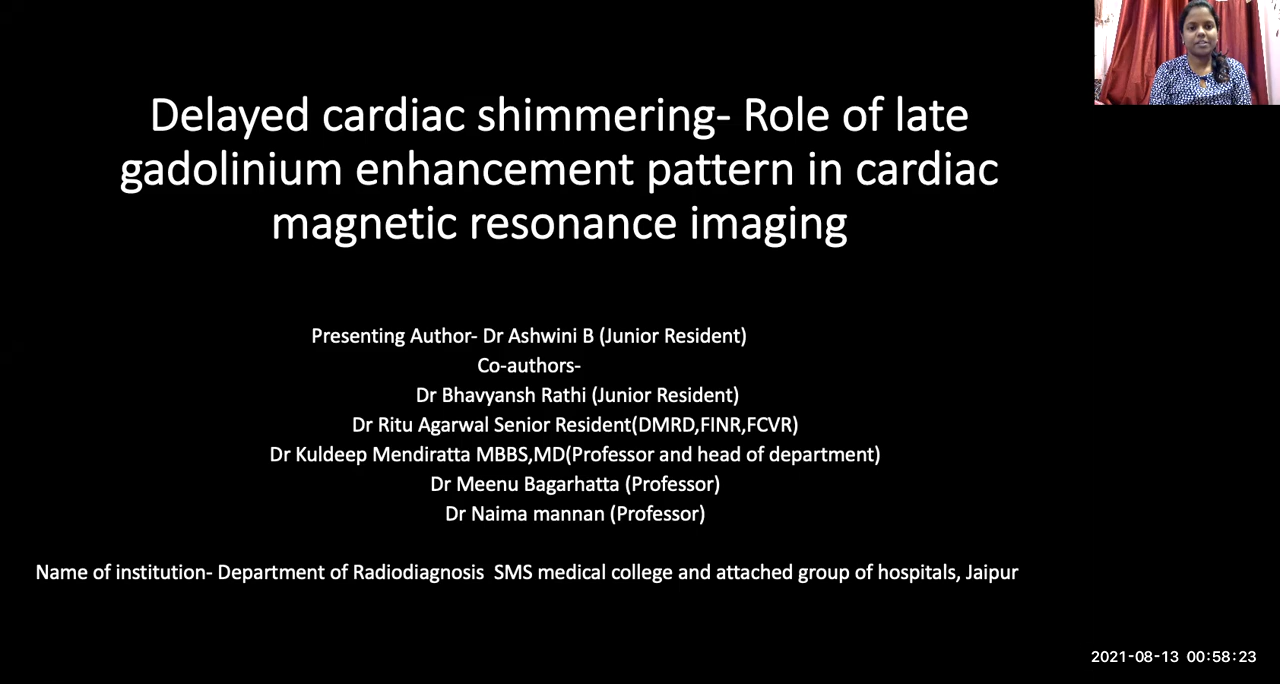 Delayed cardiac shimmering- Role of late
gadolinium enhancement pattern in cardiac
magnetic resonance imaging
Presenting Author- Dr Ashwini B (Junior Resident)
Co-authors-
Dr Bhavyansh Rathi (Junior Resident)
Dr Ritu Agarwal Senior Resident(DMRD,FINR,FCVR)
Dr Kuldeep Mendiratta MBBS,MD(Professor and head of department)
Dr Meenu Bagarhatta (Professor)
Dr Naima mannan (Professor)
Name of institution- Department of Radiodiagnosis SMS medical college and attached group of hospitals, Jaipur
2021-08-13 00:58:23